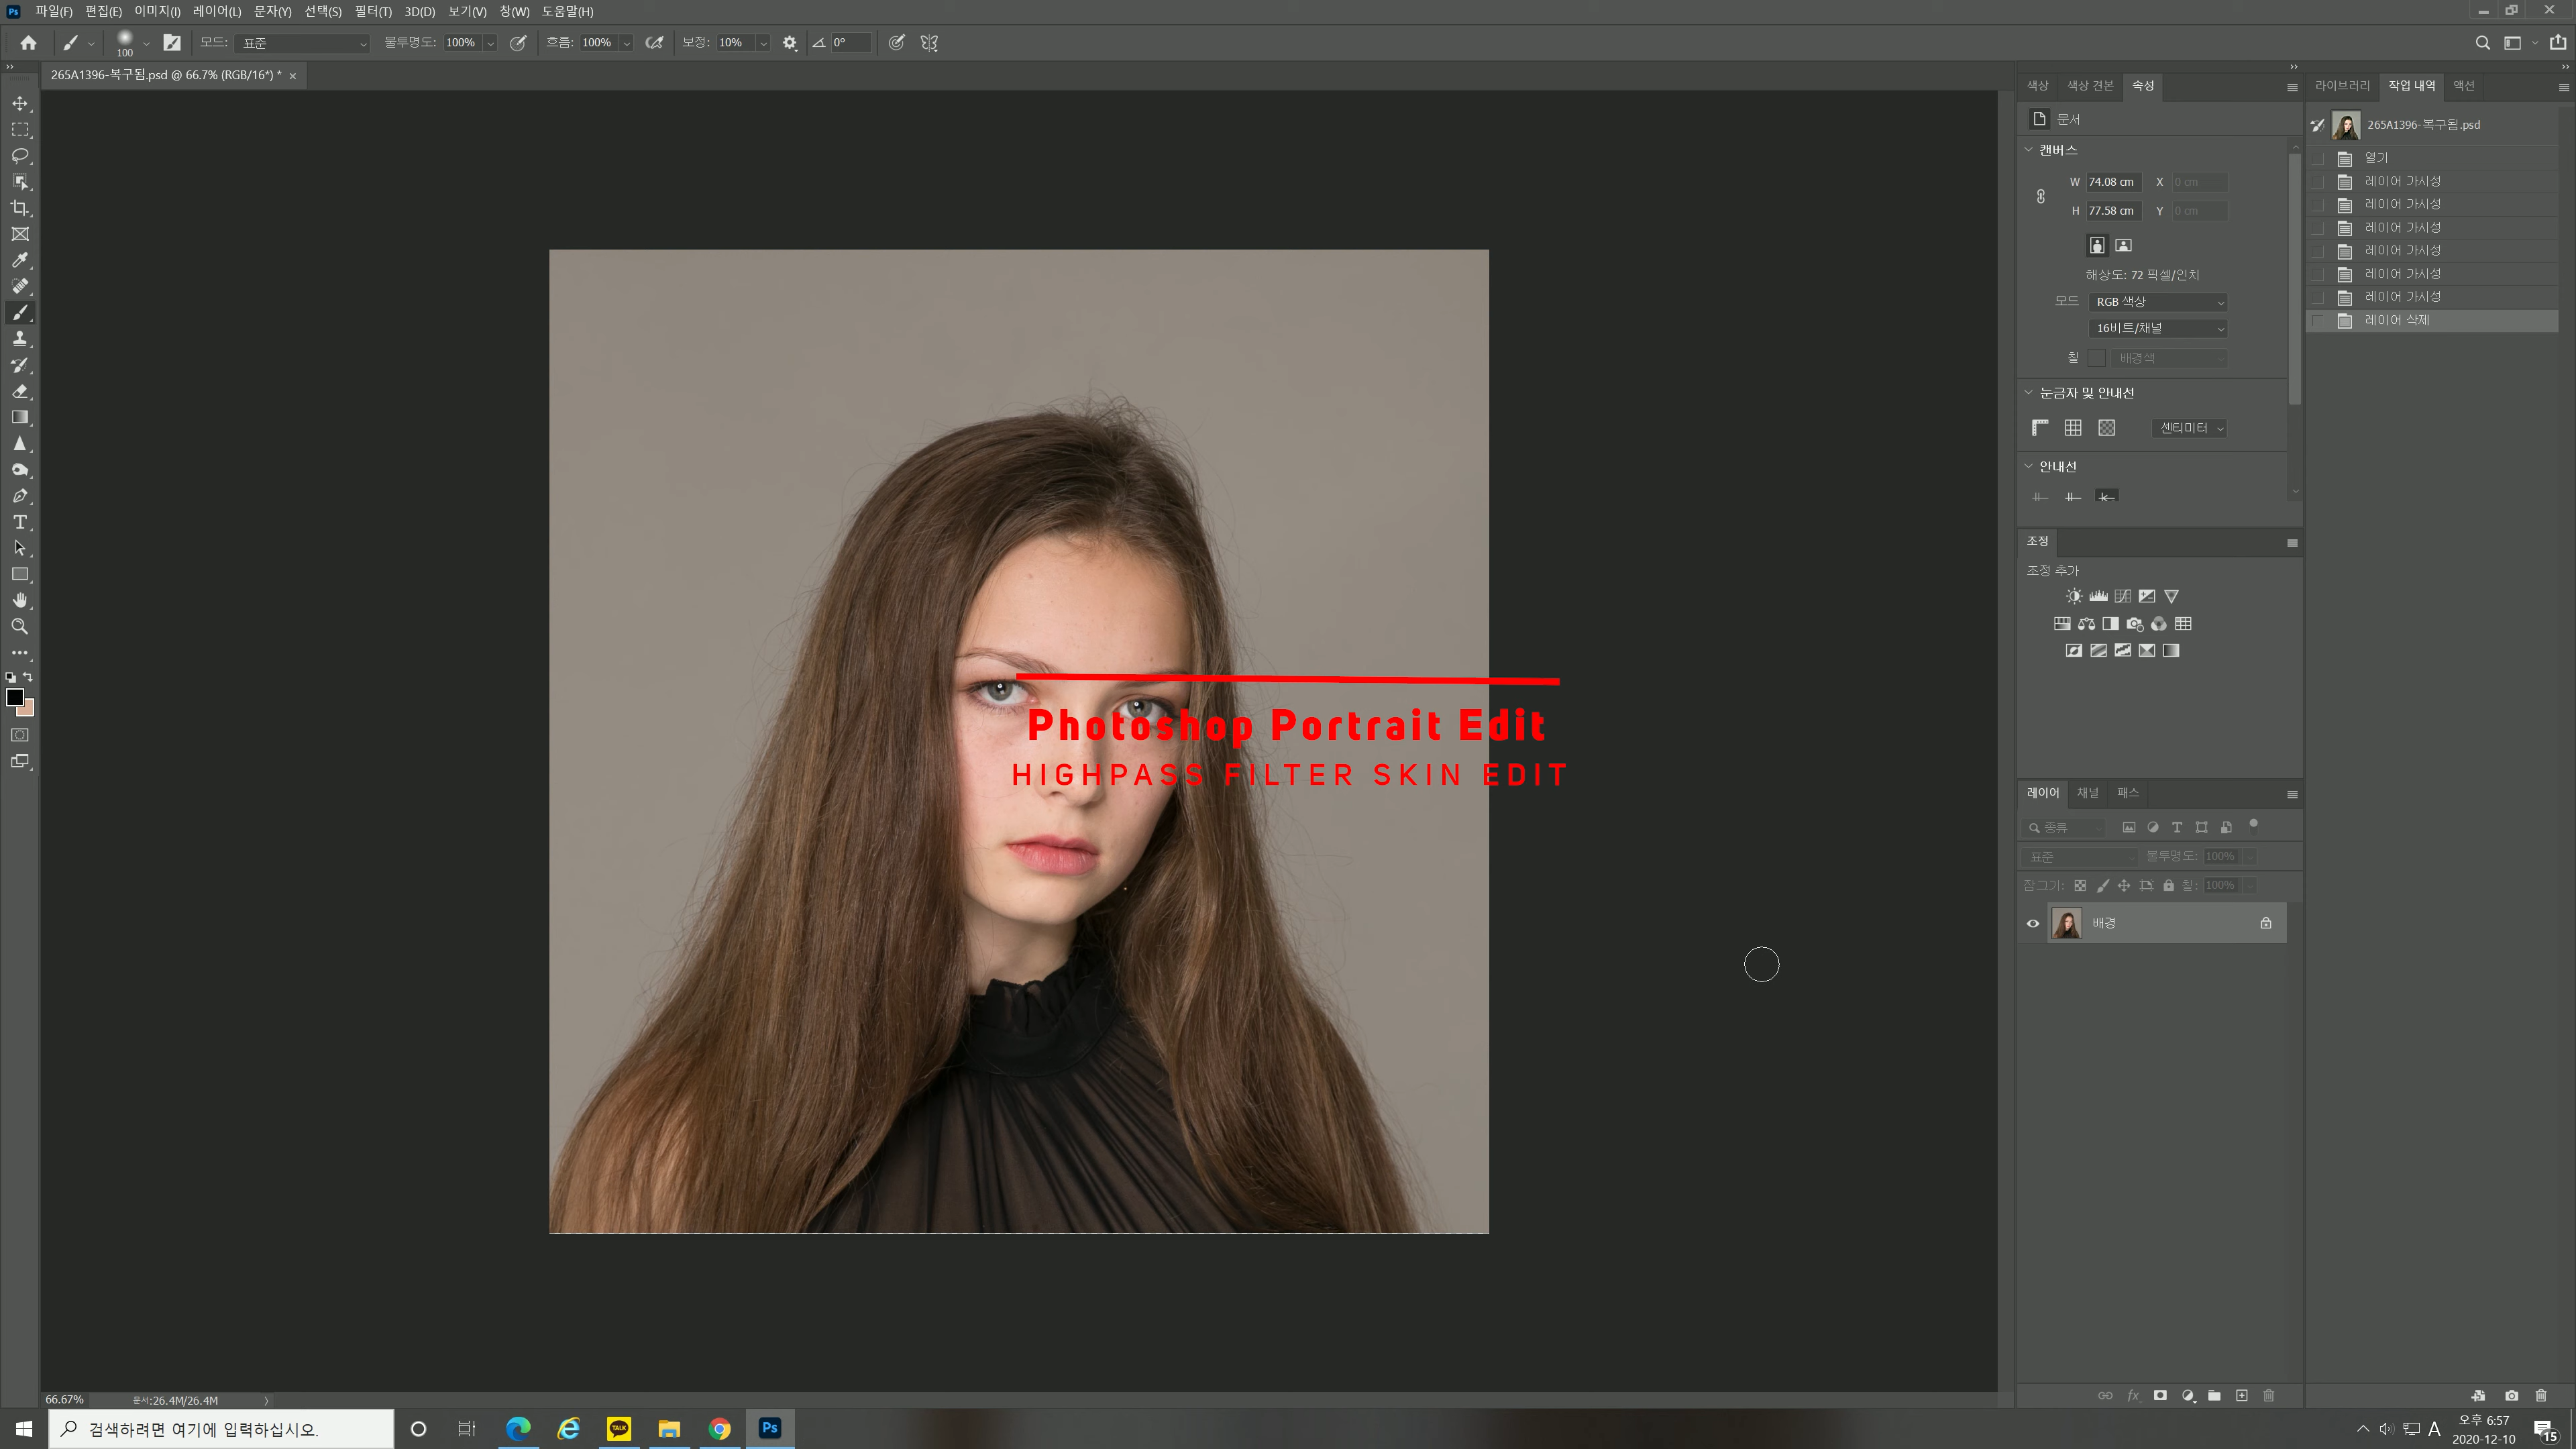 Ps 파일(F) 편집(E) 이미지(I) 레이어(L) 문자(Y) 선택(S) 필터(T) 3D(D) 보기(V) 창(W) 도움말(H)
100 모드: 표준 불투명도: 100% 흐름: 100% 보정: 10% 0°
265A1396-복구됨.psd @ 66.7% (RGB/16*) *
Photoshop Portrait Edit
HIGHPASS FILTER SKIN EDIT
색상 색상 견본 속성
문서
캔버스
W 74.08 cm X 0 cm
H 77.58 cm Y 0 cm
해상도: 72 픽셀/인치
모드 RGB 색상
16비트/채널
칠 배경색
눈금자 및 안내선
센티미터
안내선
조정
조정 추가
레이어 채널 패스
종류
표준 불투명도: 100%
잠그기: 칠: 100%
배경
fx
라이브러리 작업 내역 액션
265A1396-복구됨.psd
열기
레이어 가시성
레이어 가시성
레이어 가시성
레이어 가시성
레이어 가시성
레이어 가시성
레이어 삭제
66.67% 문서:26.4M/26.4M
검색하려면 여기에 입력하십시오.
TALK
Ps
A
오후 6:57
2020-12-10
15